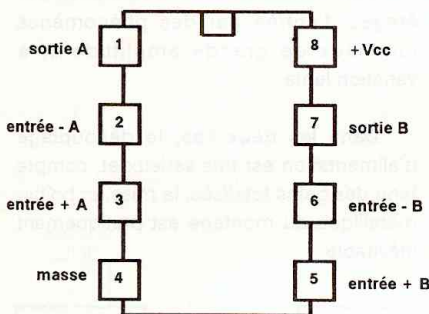 sortie A 1 8 +Vcc
entrée - A 2 7 sortie B
entrée + A 3 6 entrée - B
masse 4 5 entrée + B